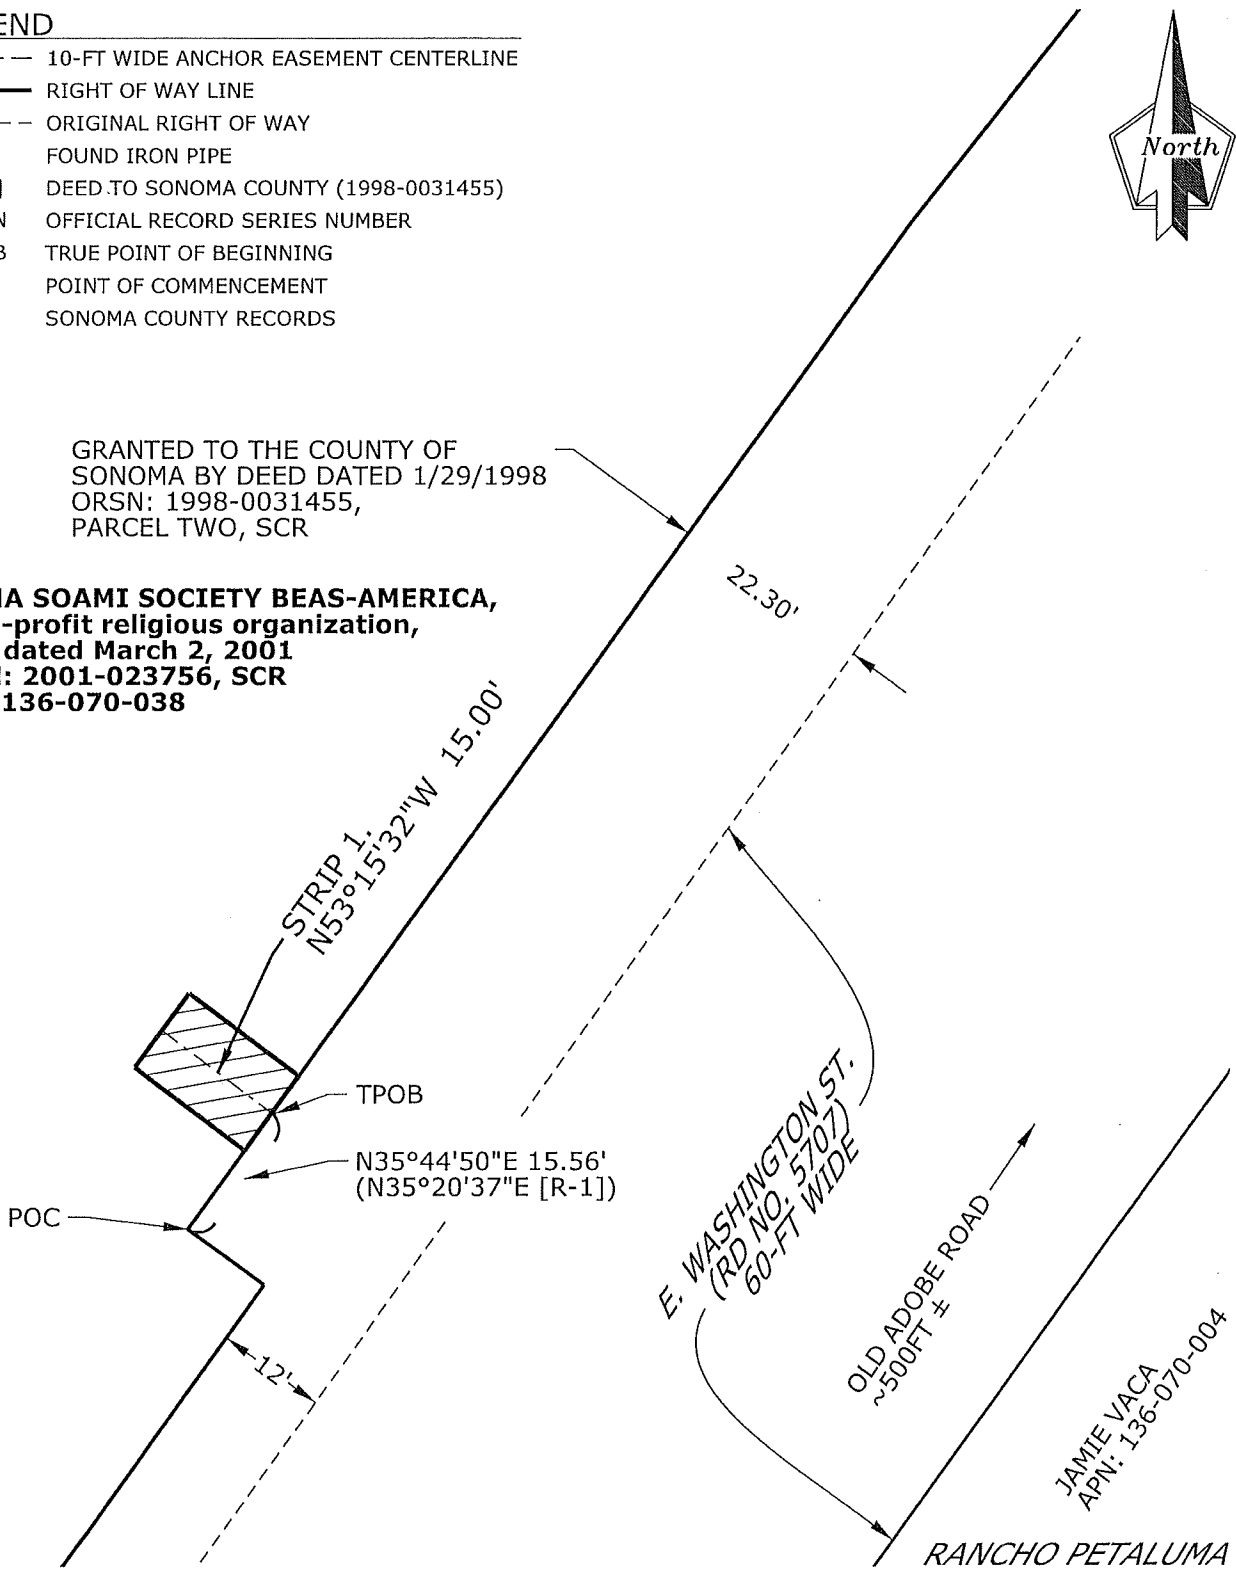 END
10-FT WIDE ANCHOR EASEMENT CENTERLINE
RIGHT OF WAY LINE
ORIGINAL RIGHT OF WAY
FOUND IRON PIPE
DEED TO SONOMA COUNTY (1998-0031455)
N OFFICIAL RECORD SERIES NUMBER
B TRUE POINT OF BEGINNING
POINT OF COMMENCEMENT
SONOMA COUNTY RECORDS
North
GRANTED TO THE COUNTY OF
SONOMA BY DEED DATED 1/29/1998
ORSN: 1998-0031455,
PARCEL TWO, SCR
22.30'
SOAMI SOCIETY BEAS-AMERICA,
-profit religious organization,
dated March 2, 2001
: 2001-023756, SCR
136-070-038
STRIP 1.
N53°15'32"W 15.00'
TPOB
N35°44'50"E 15.56'
(N35°20'37"E [R-1])
POC
12'
E. WASHINGTON ST.
(RD NO. 5707)
60-FT WIDE
OLD ADOBE ROAD
~500FT ±
JAMIE VACA
APN: 136-070-004
RANCHO PETALUMA